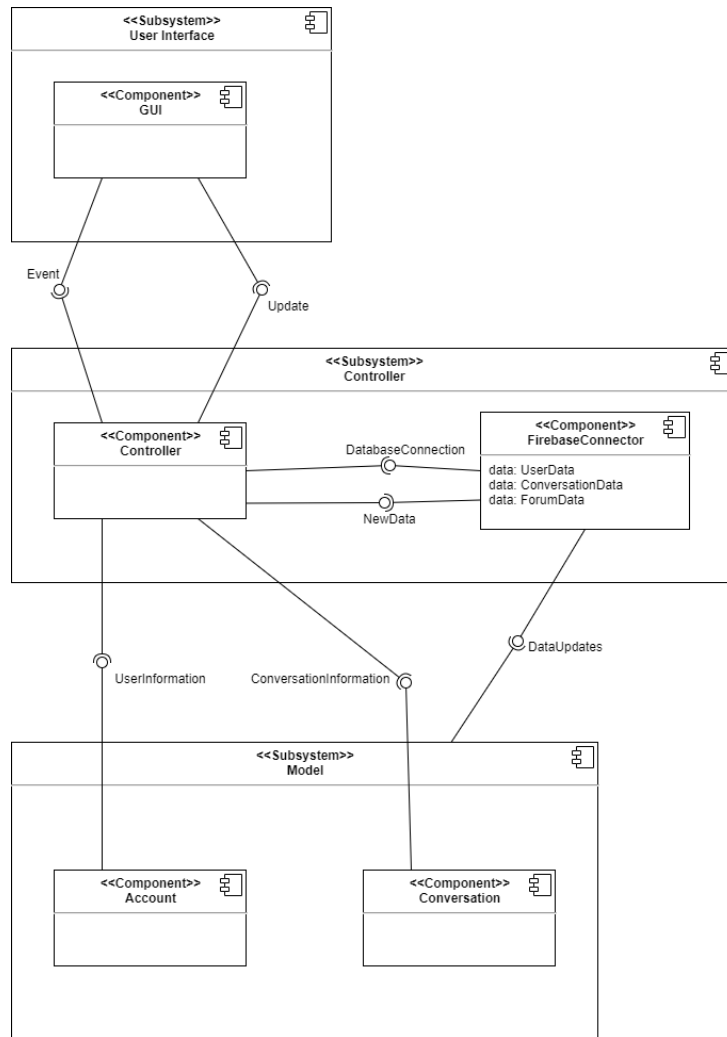 <<Subsystem>>
User Interface
<<Component>>
GUI
Event
Update
<<Subsystem>>
Controller
<<Component>>
Controller
DatabaseConnection
NewData
<<Component>>
FirebaseConnector
data: UserData
data: ConversationData
data: ForumData
UserInformation
ConversationInformation
DataUpdates
<<Subsystem>>
Model
<<Component>>
Account
<<Component>>
Conversation